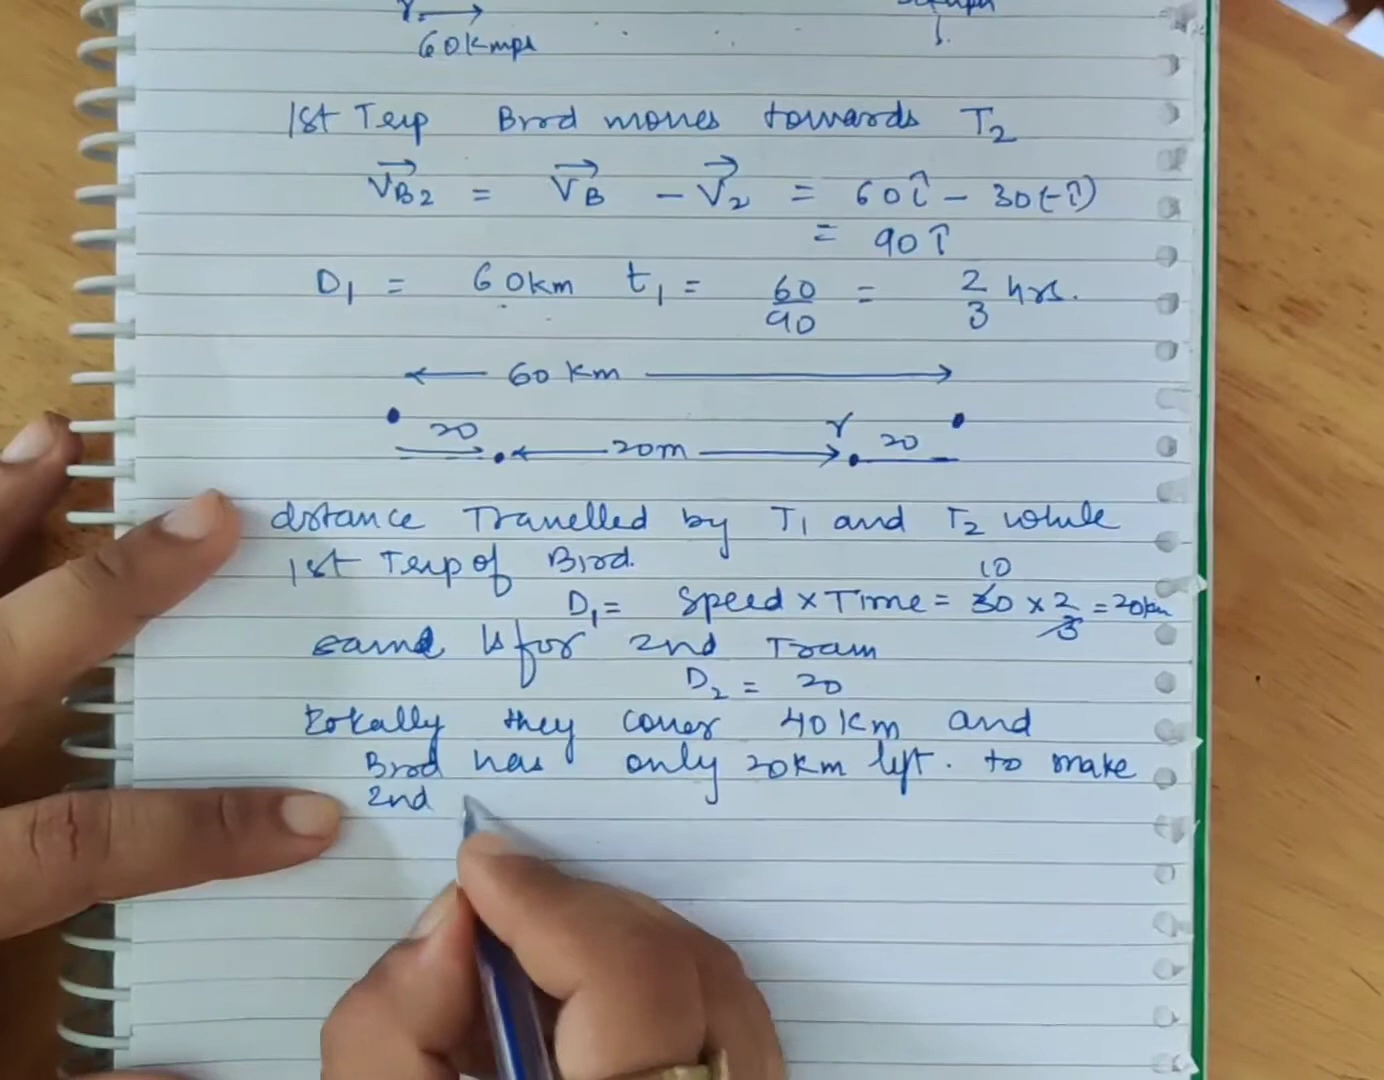 60kmph
1st Trip Bird moves towards T2
VB2 = VB - V2 = 60î - 30(-î)
= 90î
D1 = 60km t1 = 60/90 = 2/3 hrs.
60 km
20 20m 20
distance Travelled by T1 and T2 while
1st Trip of Bird.
10
D1 = Speed x Time = 30 x 2/3 = 20km
same is for 2nd Train
D2 = 20
totally they cover 40km and
Bird has only 20km left. to make
2nd